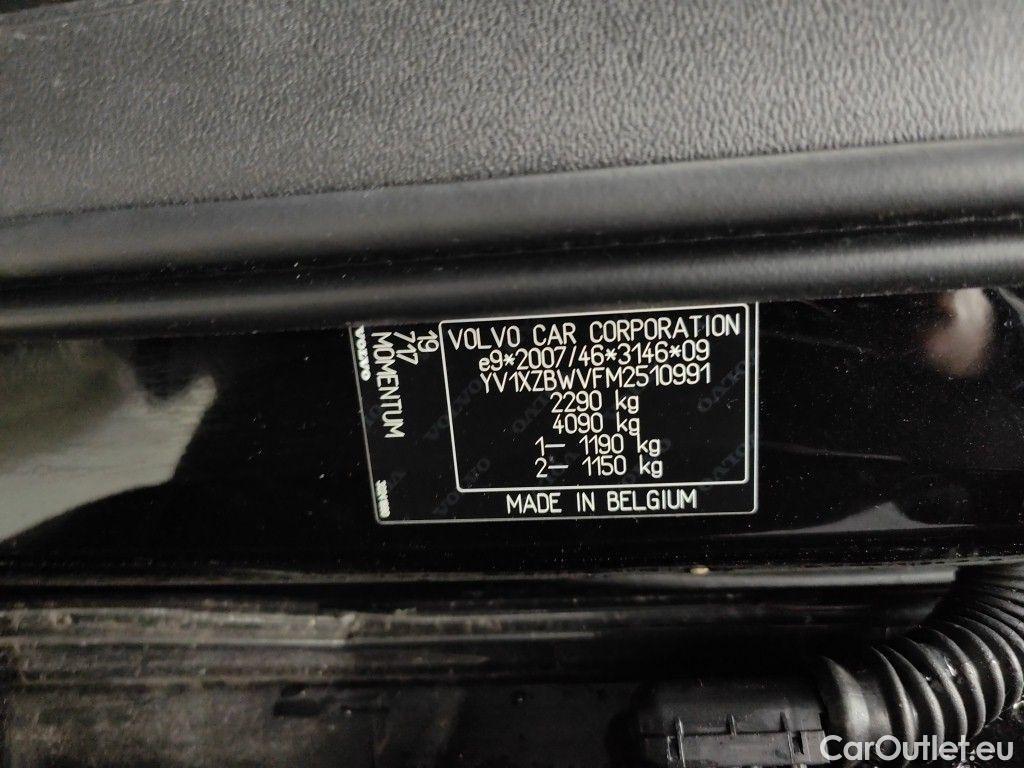 VOLVO CAR CORPORATION
e9*2007/46*3146*09
YV1XZBWVFM2510991
2290 kg
4090 kg
1– 1190 kg
2– 1150 kg
MADE IN BELGIUM
19
717
MOMENTUM
VOLVO
CarOutlet.eu